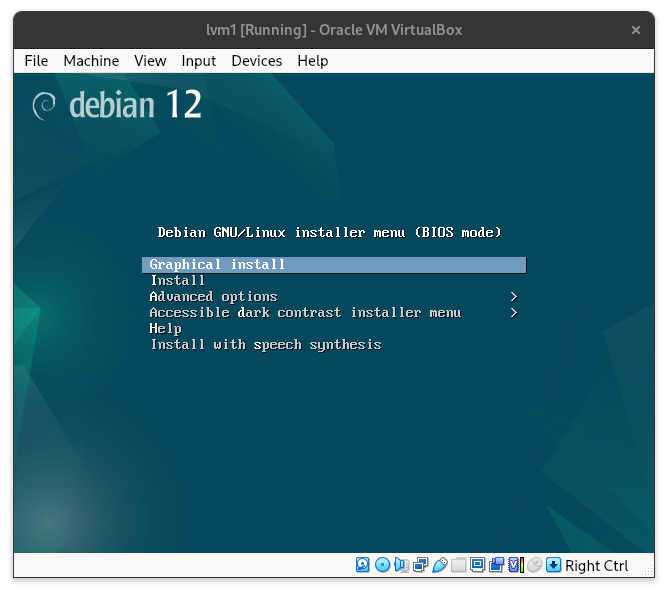 lvm1 [Running] - Oracle VM VirtualBox
File Machine View Input Devices Help
debian 12
Debian GNU/Linux installer menu (BIOS mode)
Graphical install
Install
Advanced options >
Accessible dark contrast installer menu >
Help
Install with speech synthesis
Right Ctrl